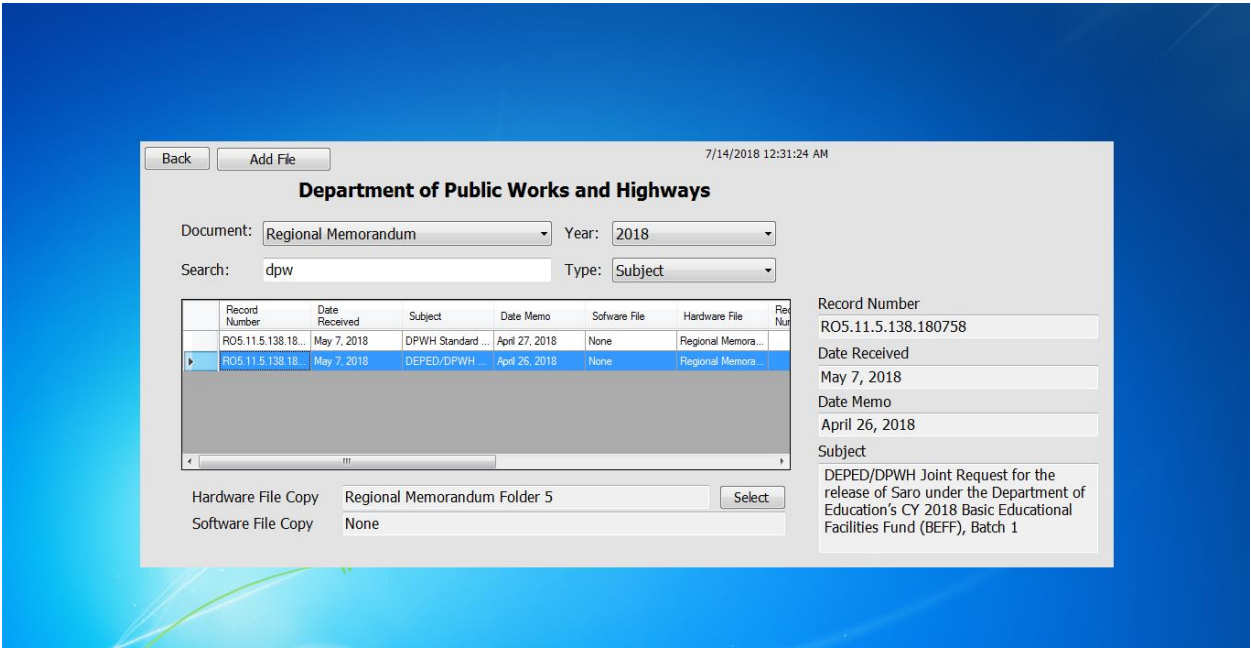 Back
Add File
7/14/2018 12:31:24 AM
Department of Public Works and Highways
Document: Regional Memorandum Year: 2018
Search: dpw Type: Subject
Record Number Date Received Subject Date Memo Sofware File Hardware File Rec Nur
RO5.11.5.138.18... May 7, 2018 DPWH Standard ... April 27, 2018 None Regional Memora...
RO5.11.5.138.18... May 7, 2018 DEPED/DPWH ... April 26, 2018 None Regional Memora...
Hardware File Copy Regional Memorandum Folder 5 Select
Software File Copy None
Record Number
RO5.11.5.138.180758
Date Received
May 7, 2018
Date Memo
April 26, 2018
Subject
DEPED/DPWH Joint Request for the
release of Saro under the Department of
Education's CY 2018 Basic Educational
Facilities Fund (BEFF), Batch 1